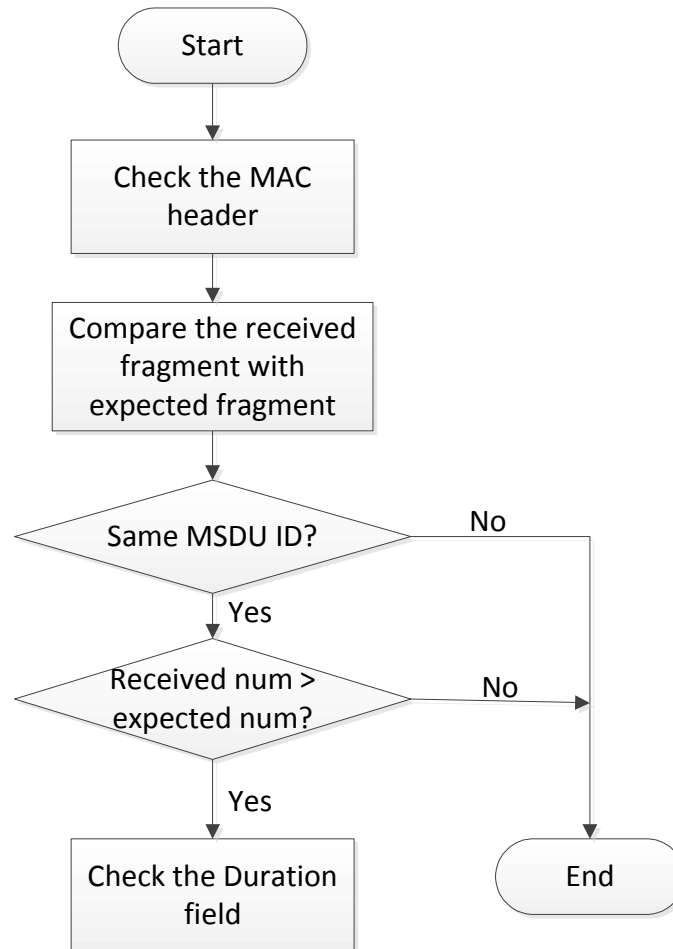 Start
Check the MAC
header
Compare the received
fragment with
expected fragment
Same MSDU ID?
No
Yes
Received num >
expected num?
No
Yes
Check the Duration
field
End